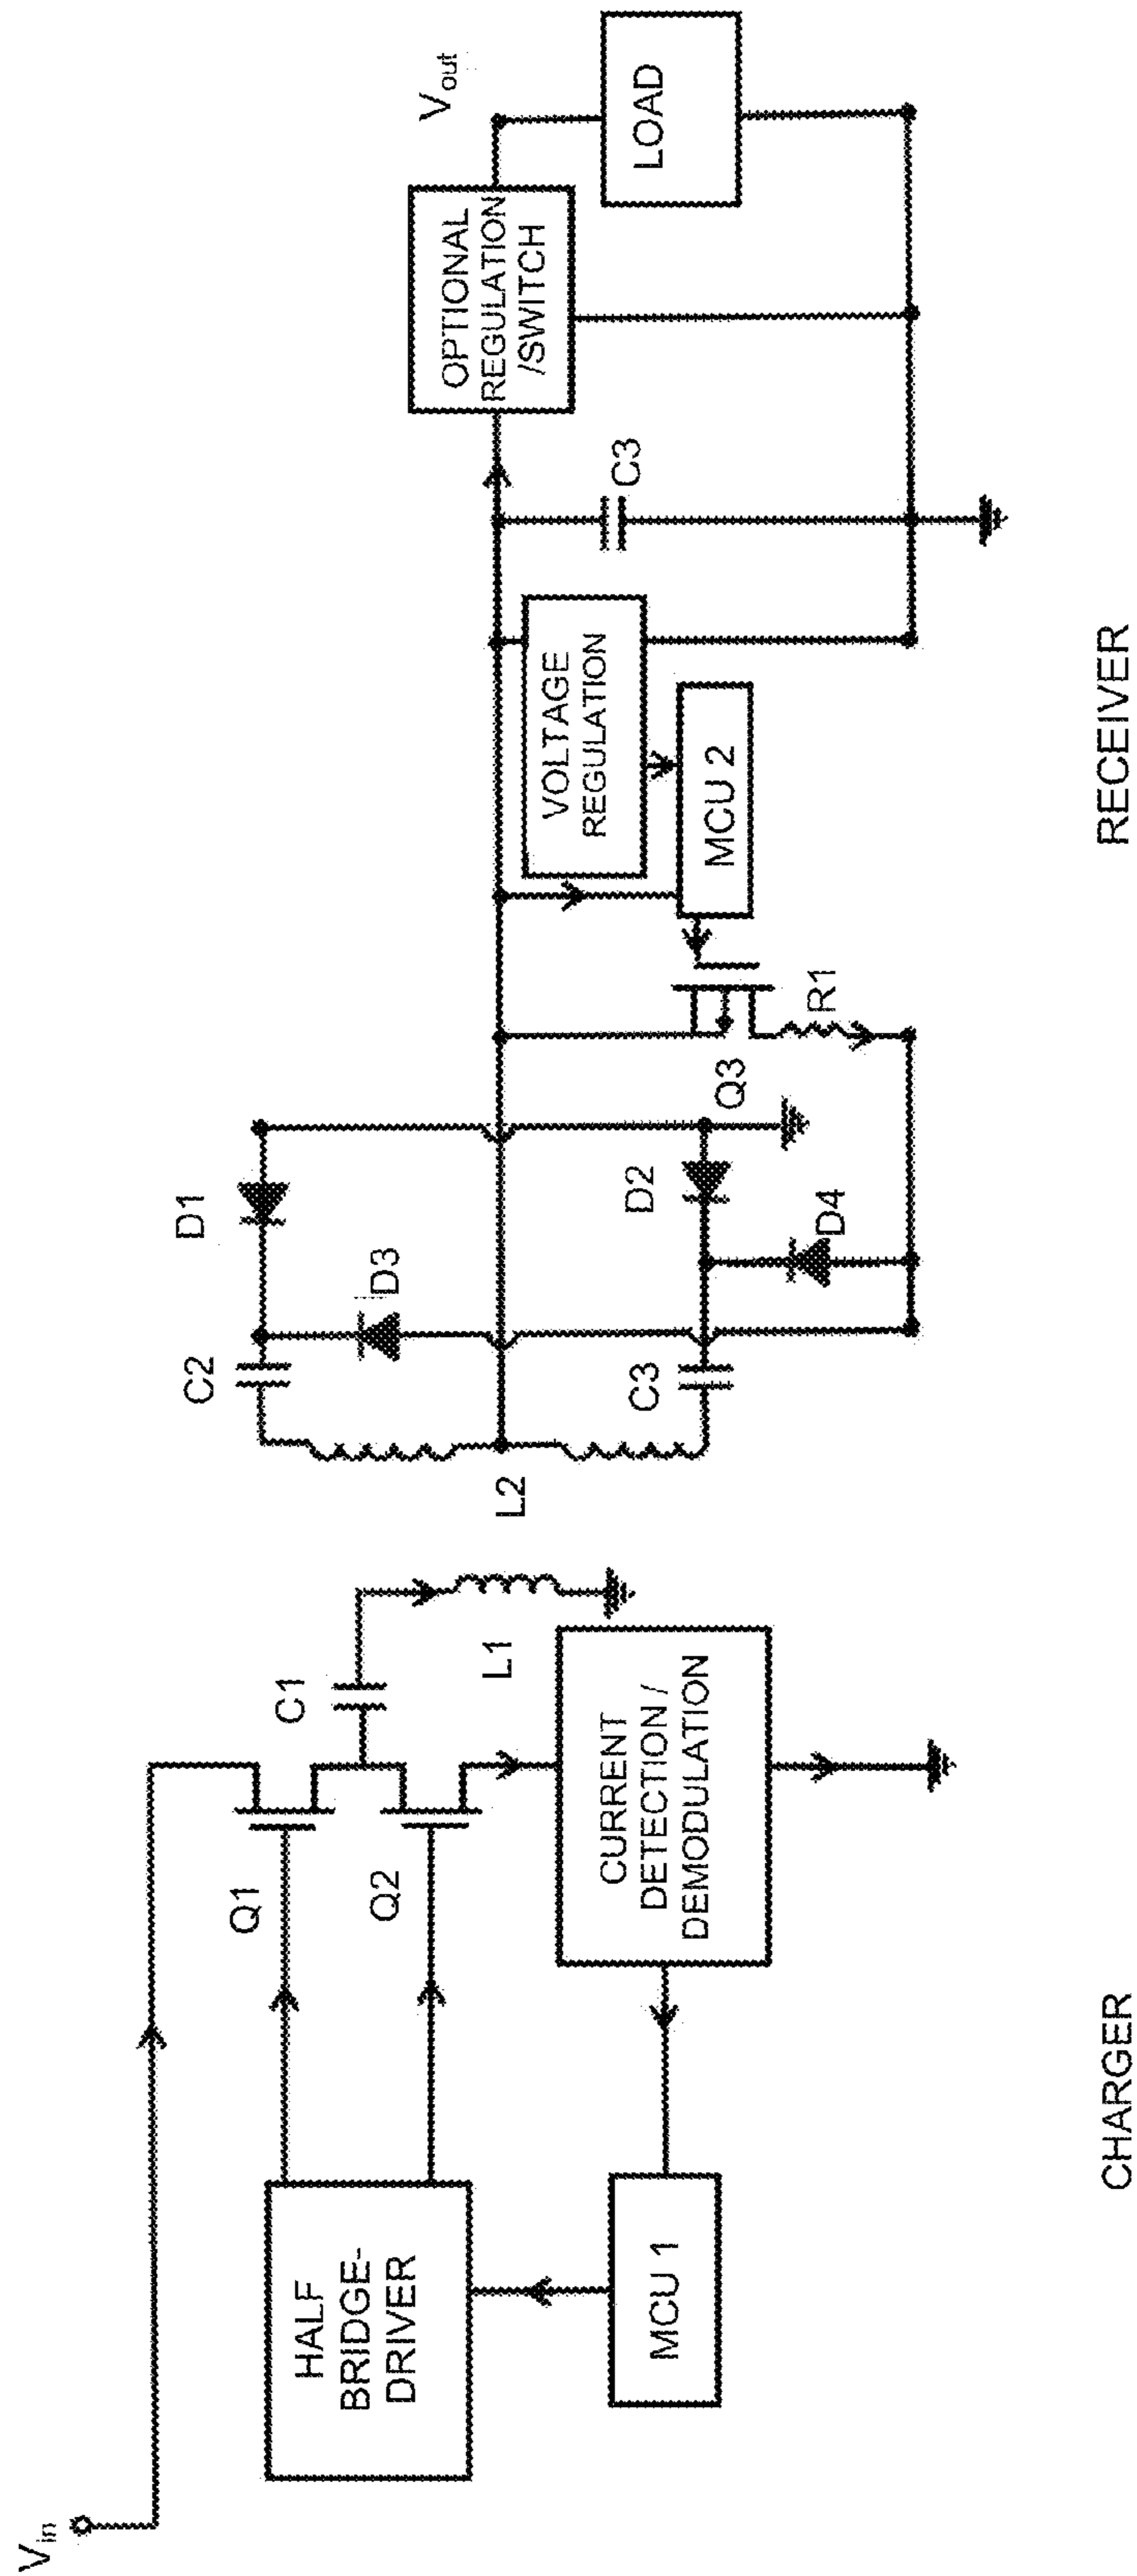 Vin
HALF
BRIDGE-
DRIVER
MCU 1
Q1
Q2
C1
L1
CURRENT
DETECTION /
DEMODULATION
CHARGER
L2
C2
C3
D1
D3
D2
D4
Q3
R1
MCU 2
VOLTAGE
REGULATION
C3
OPTIONAL
REGULATION
/SWITCH
Vout
LOAD
RECEIVER